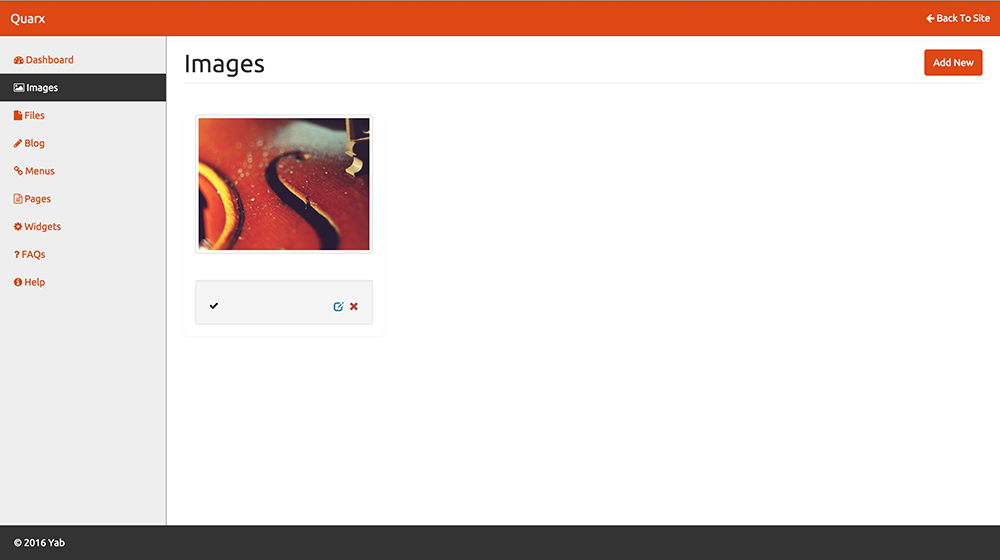 Quarx
Back To Site
Dashboard
Images
Files
Blog
Menus
Pages
Widgets
FAQs
Help
Images
Add New
© 2016 Yab